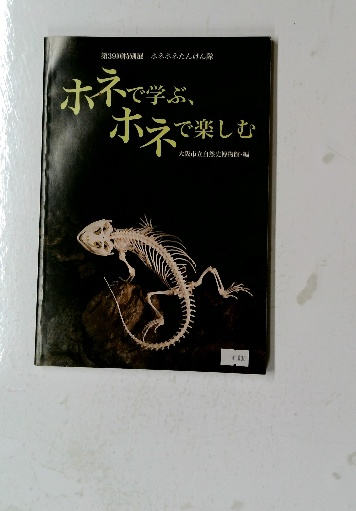 第39回特別展 ホネホネたんけん隊
ホネで学ぶ、
ホネで楽しむ
大阪市立自然史博物館・編